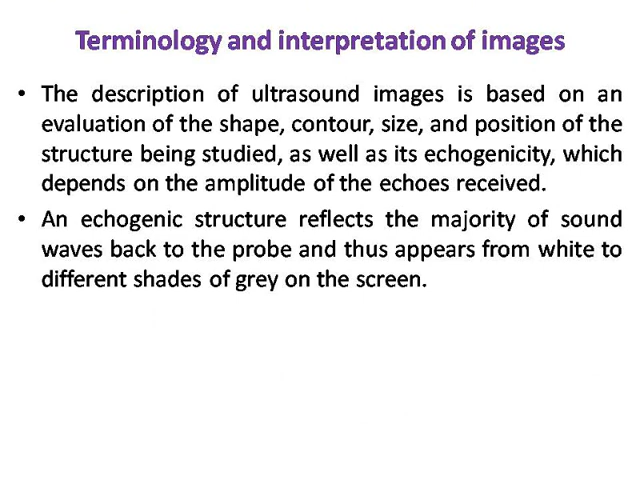 Terminology and interpretation of images
• The description of ultrasound images is based on an
evaluation of the shape, contour, size, and position of the
structure being studied, as well as its echogenicity, which
depends on the amplitude of the echoes received.
• An echogenic structure reflects the majority of sound
waves back to the probe and thus appears from white to
different shades of grey on the screen.